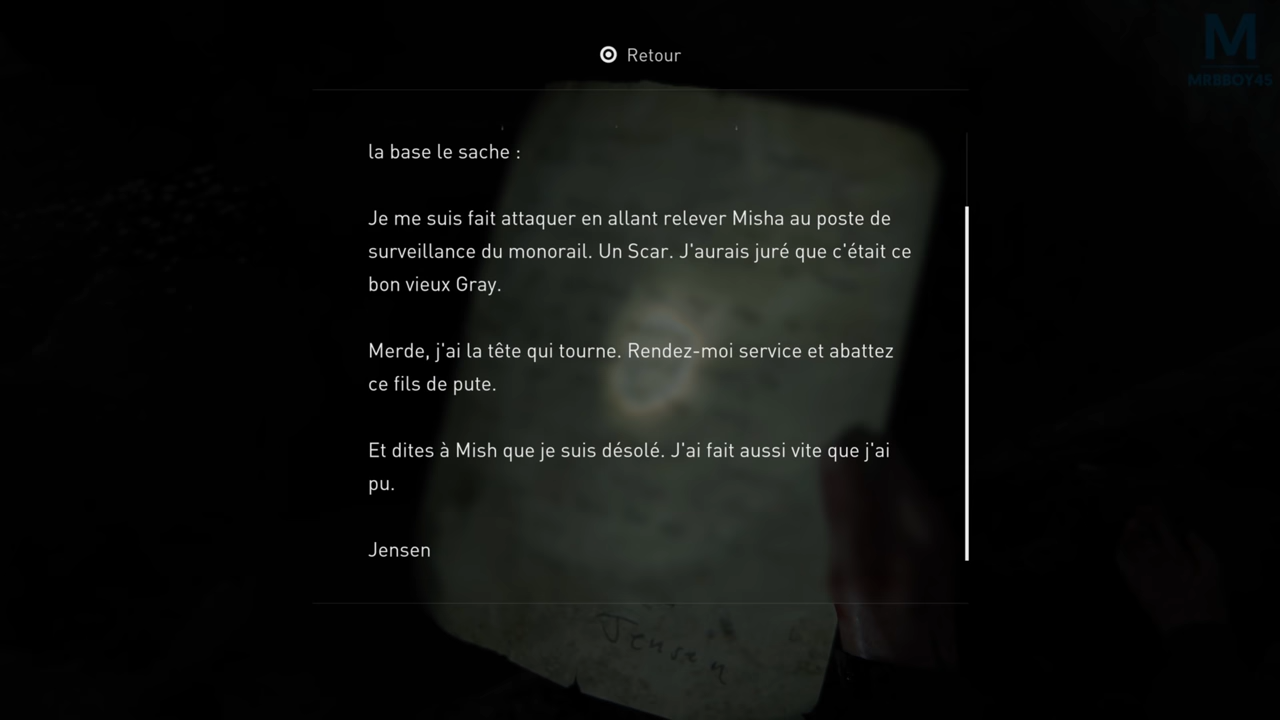 M
MRBBOY45
Retour
la base le sache :
Je me suis fait attaquer en allant relever Misha au poste de
surveillance du monorail. Un Scar. J'aurais juré que c'était ce
bon vieux Gray.
Merde, j'ai la tête qui tourne. Rendez-moi service et abattez
ce fils de pute.
Et dites à Mish que je suis désolé. J'ai fait aussi vite que j'ai
pu.
Jensen
Jensen